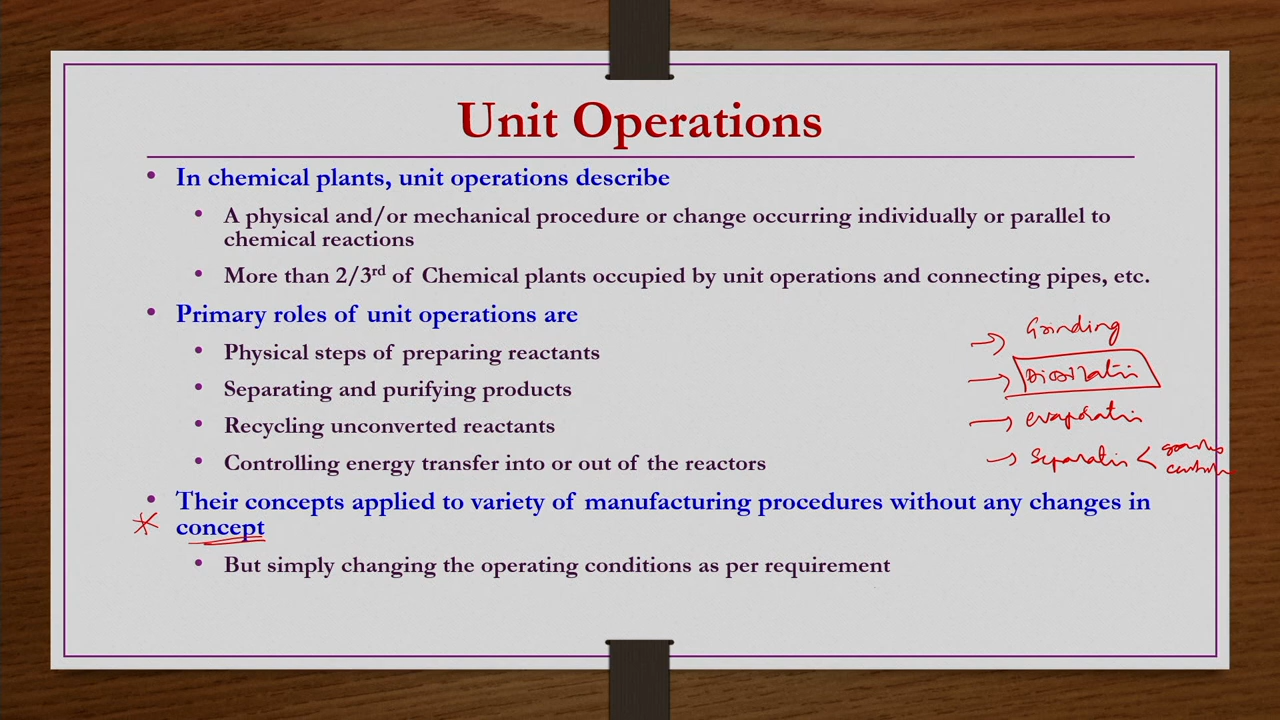 Unit Operations
• In chemical plants, unit operations describe
• A physical and/or mechanical procedure or change occurring individually or parallel to
chemical reactions
• More than 2/3rd of Chemical plants occupied by unit operations and connecting pipes, etc.
• Primary roles of unit operations are
→ Grinding
• Physical steps of preparing reactants
• Separating and purifying products
→ evaporatin
• Recycling unconverted reactants
• Controlling energy transfer into or out of the reactors
→ Separatin <
• Their concepts applied to variety of manufacturing procedures without any changes in
concept
• But simply changing the operating conditions as per requirement